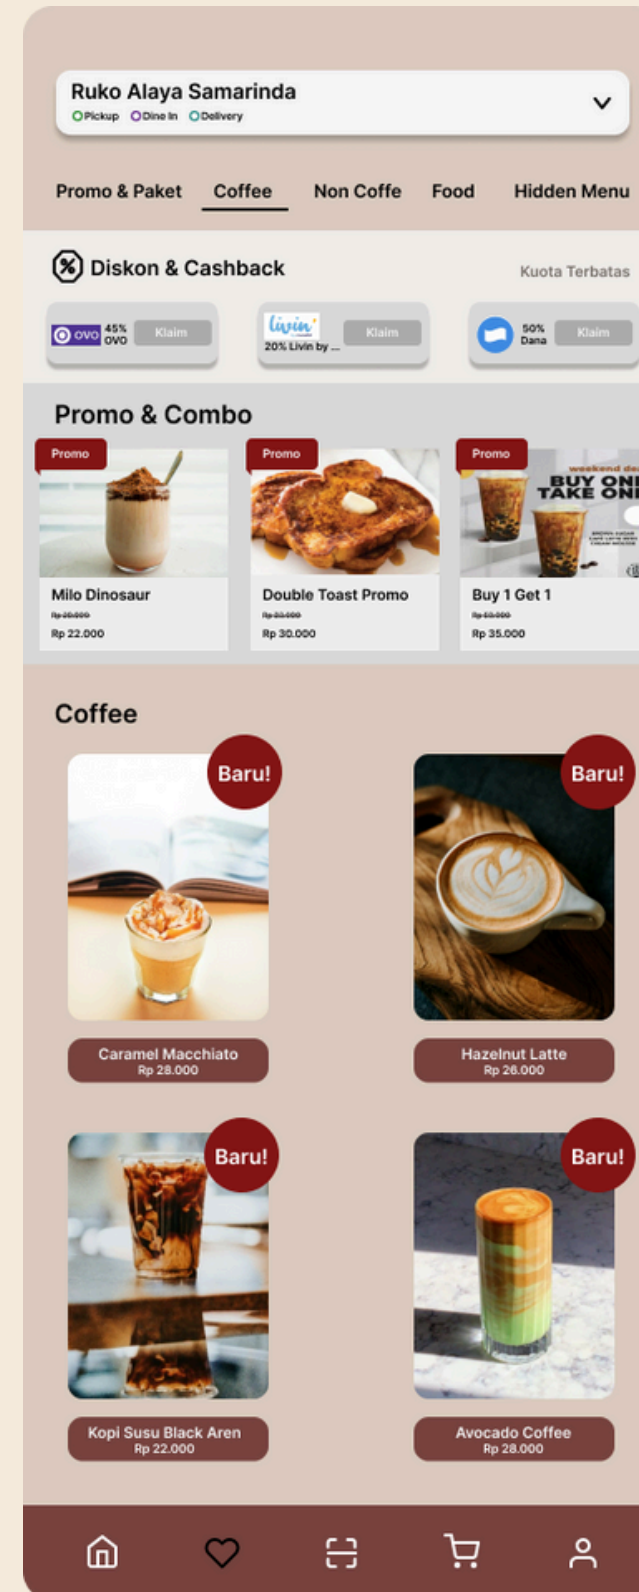 Ruko Alaya Samarinda
Pickup Dine In Delivery
Promo & Paket Coffee Non Coffe Food Hidden Menu
Diskon & Cashback
Kuota Terbatas
OVO
45%
OVO
Klaim
livin'
20% Livin by ...
Klaim
50%
Dana
Klaim
Promo & Combo
Promo
Milo Dinosaur
Rp 22.000
Promo
Double Toast Promo
Rp 30.000
Promo
weekend
BUY
TAKE
Buy 1 Get 1
Rp 35.000
Coffee
Baru!
Caramel Macchiato
Rp 28.000
Baru!
Hazelnut Latte
Rp 26.000
Baru!
Kopi Susu Black Aren
Rp 22.000
Baru!
Avocado Coffee
Rp 28.000